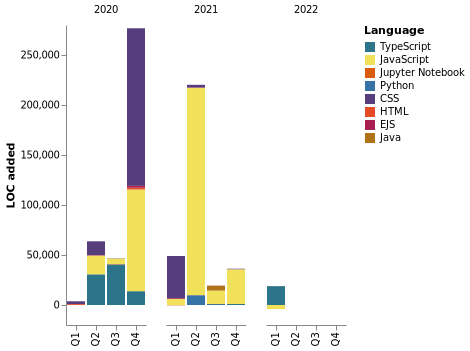 2020 2021 2022
Language
TypeScript
JavaScript
Jupyter Notebook
Python
CSS
HTML
EJS
Java
LOC added
250,000
200,000
150,000
100,000
50,000
0
Q1 Q2 Q3 Q4 Q1 Q2 Q3 Q4 Q1 Q2 Q3 Q4